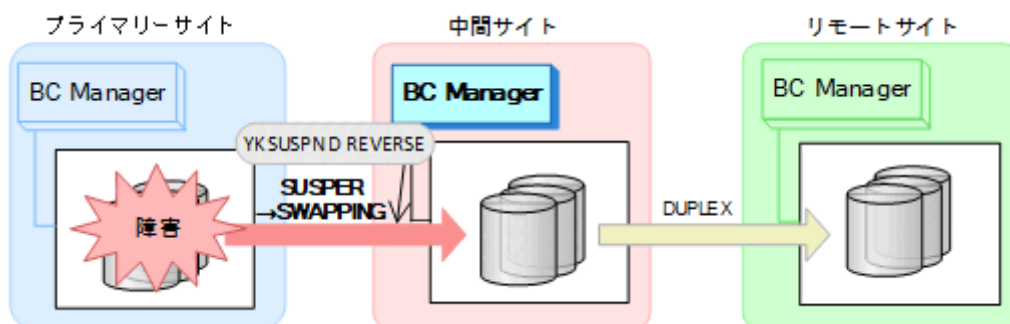 プライマリーサイト
中間サイト
リモートサイト
BC Manager
BC Manager
BC Manager
YKSUSPND REVERSE
SUSPER
→SWAPPING
障害
DUPLEX